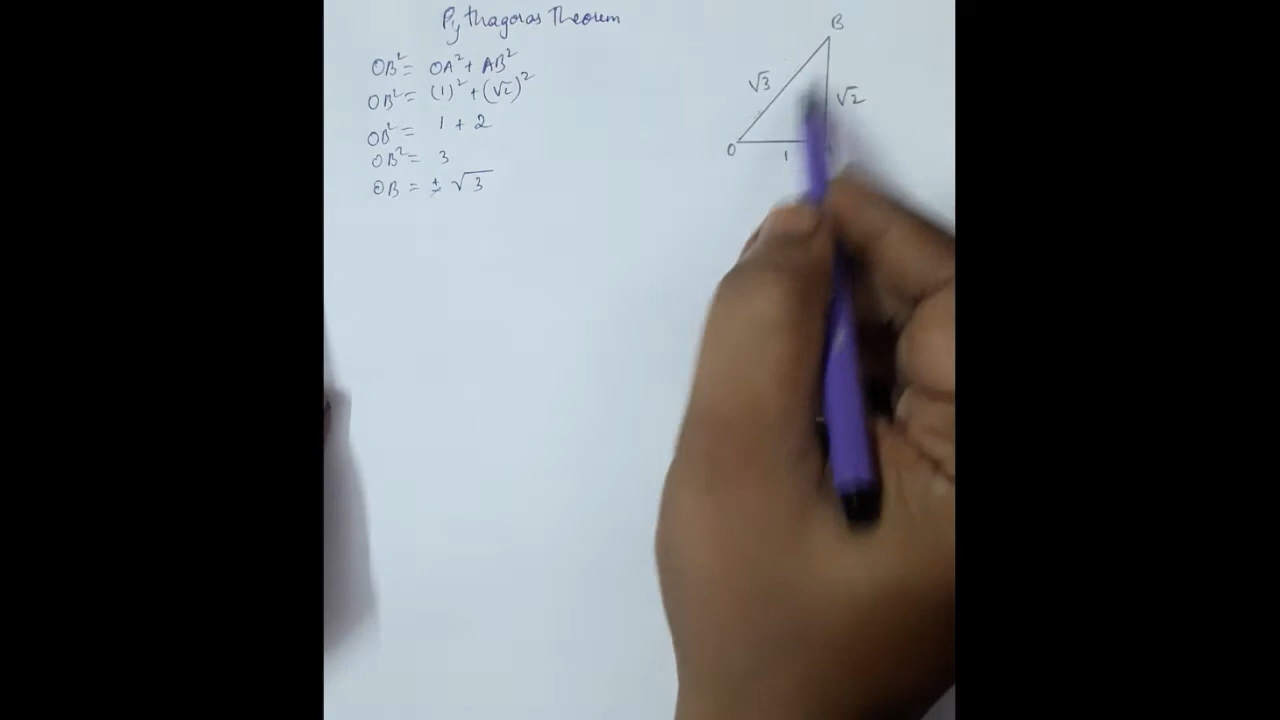 Pythagoras Theorem
OB² = OA² + AB²
OB² = (1)² + (√2)²
OB² = 1 + 2
OB² = 3
OB = ± √3
B
√3
√2
O
1